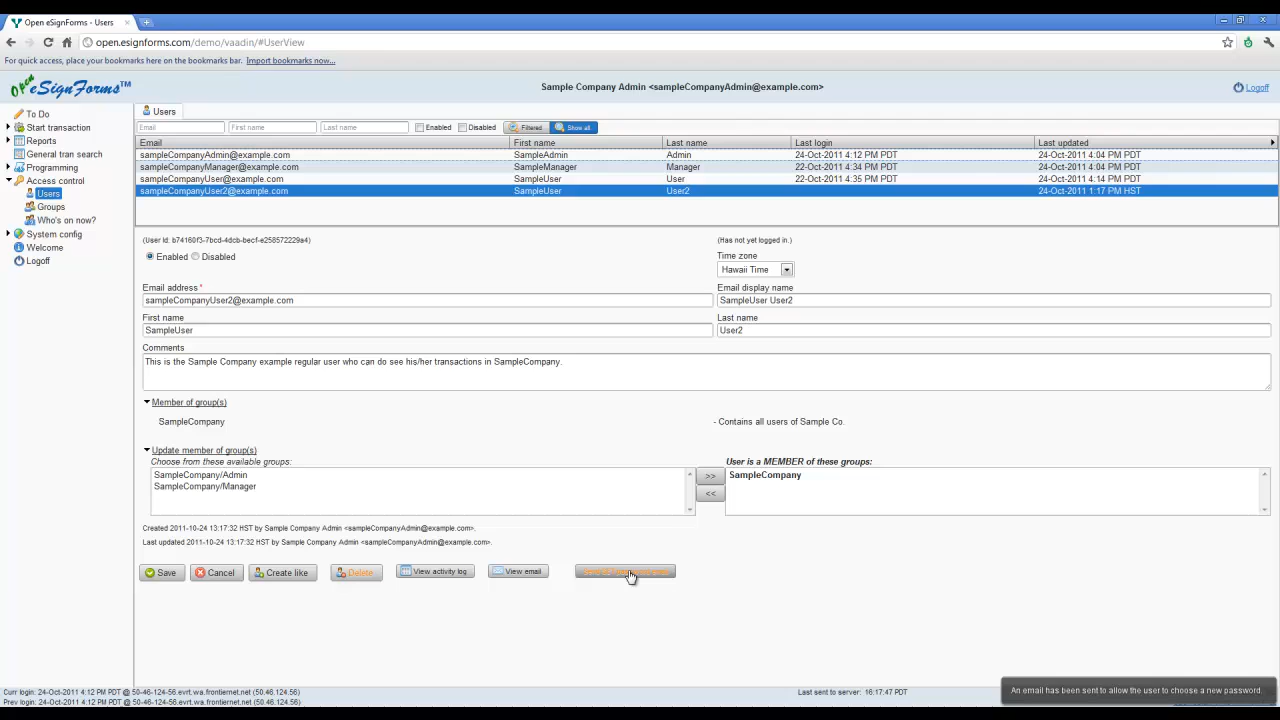 Open eSignForms - Users
open.esignforms.com/demo/vaadin/#UserView
For quick access, place your bookmarks here on the bookmarks bar. Import bookmarks now...
Open eSignForms™
Sample Company Admin <sampleCompanyAdmin@example.com>
Logoff
To Do
Start transaction
Reports
General tran search
Programming
Access control
Users
Groups
Who's on now?
System config
Welcome
Logoff
Users
Email First name Last name Enabled Disabled Filtered Show all
Email First name Last name Last login Last updated
sampleCompanyAdmin@example.com SampleAdmin Admin 24-Oct-2011 4:12 PM PDT 24-Oct-2011 4:04 PM PDT
sampleCompanyManager@example.com SampleManager Manager 22-Oct-2011 4:34 PM PDT 24-Oct-2011 4:04 PM PDT
sampleCompanyUser@example.com SampleUser User 22-Oct-2011 4:35 PM PDT 24-Oct-2011 4:14 PM PDT
sampleCompanyUser2@example.com SampleUser User2 24-Oct-2011 1:17 PM HST
(User Id: b74160f3-7bcd-4dcb-becf-e258572229a4) (Has not yet logged in.)
Enabled Disabled
Time zone
Hawaii Time
Email address * Email display name
sampleCompanyUser2@example.com SampleUser User2
First name Last name
SampleUser User2
Comments
This is the Sample Company example regular user who can do see his/her transactions in SampleCompany.
Member of group(s)
SampleCompany - Contains all users of Sample Co.
Update member of group(s)
Choose from these available groups: User is a MEMBER of these groups:
SampleCompany/Admin >> SampleCompany
SampleCompany/Manager <<
Created 2011-10-24 13:17:32 HST by Sample Company Admin <sampleCompanyAdmin@example.com>.
Last updated 2011-10-24 13:17:32 HST by Sample Company Admin <sampleCompanyAdmin@example.com>.
Save Cancel Create like Delete View activity log View email
Curr login: 24-Oct-2011 4:12 PM PDT @ 50-46-124-56.evrt.wa.frontiernet.net (50.46.124.56)
Prev login: 24-Oct-2011 4:12 PM PDT @ 50-46-124-56.evrt.wa.frontiernet.net (50.46.124.56)
Last sent to server: 16:17:47 PDT
An email has been sent to allow the user to choose a new password.